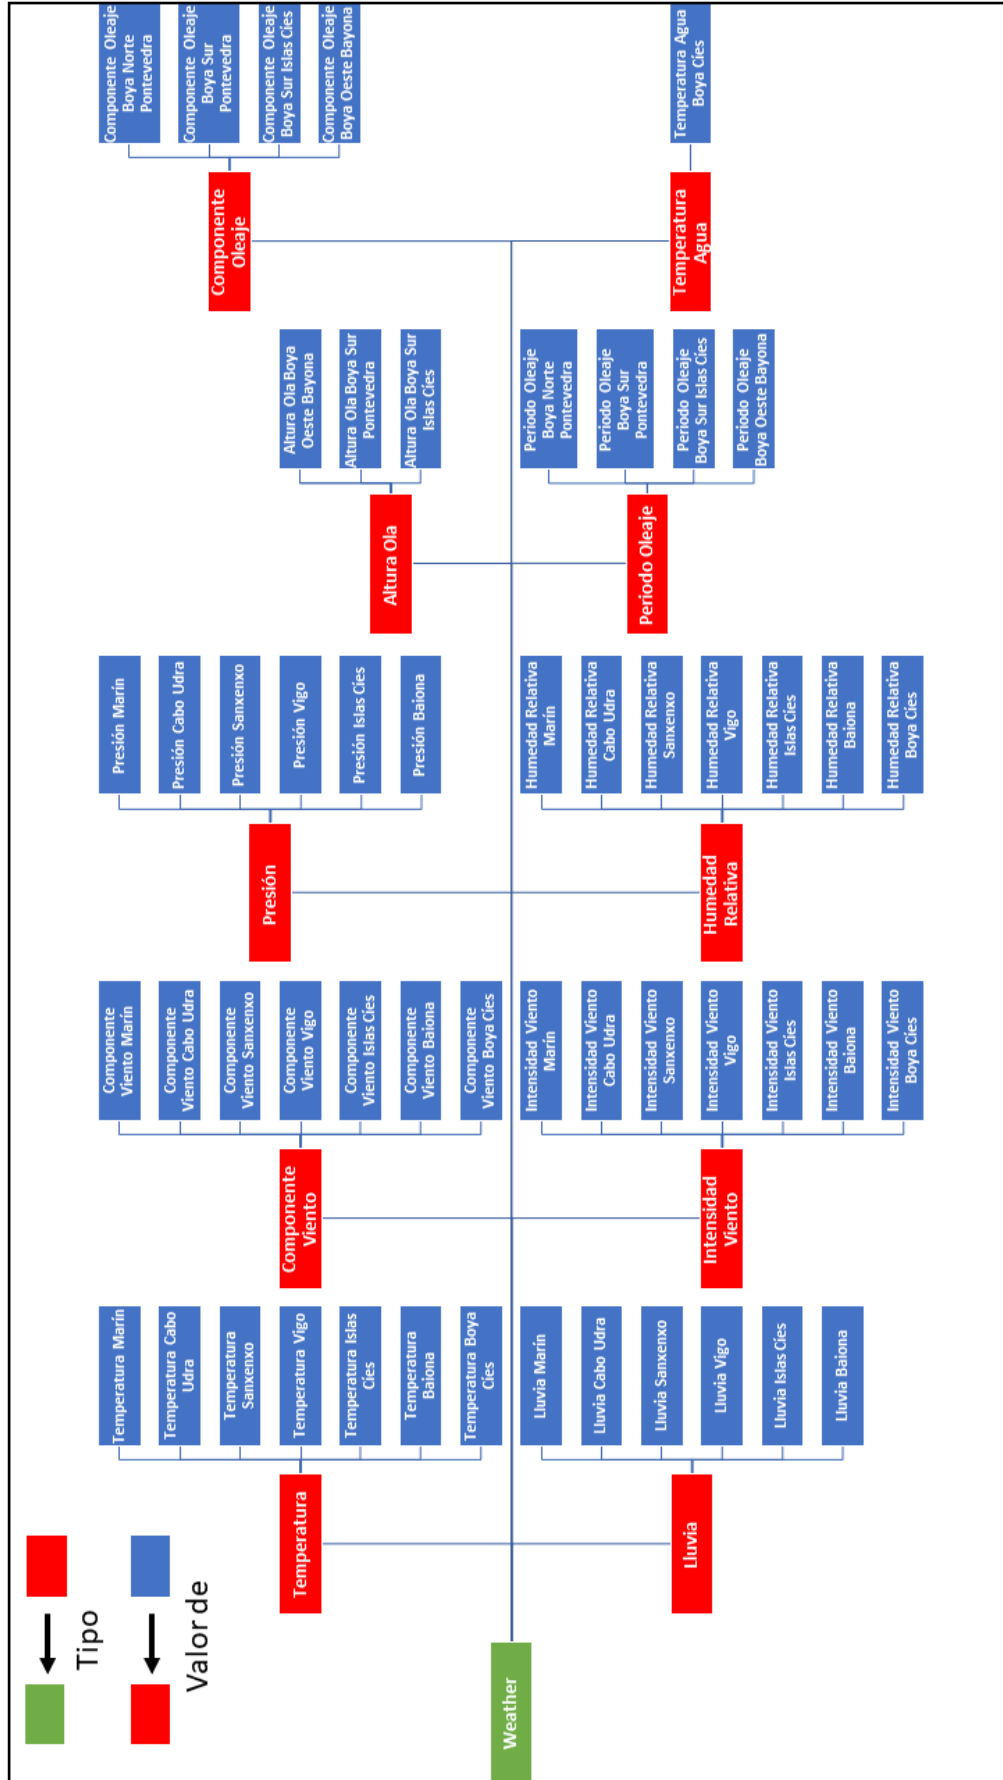 Tipo
Valor de
Weather
Temperatura
Temperatura Marín
Temperatura Cabo
Udra
Temperatura
Sanxenxo
Temperatura Vigo
Temperatura Islas
Cíes
Temperatura
Baiona
Temperatura Boya
Cíes
Lluvia
Lluvia Marín
Lluvia Cabo Udra
Lluvia Sanxenxo
Lluvia Vigo
Lluvia Islas Cíes
Lluvia Baiona
Componente
Viento
Componente
Viento Marín
Componente
Viento Cabo Udra
Componente
Viento Sanxenxo
Componente
Viento Vigo
Componente
Viento Islas Cíes
Componente
Viento Baiona
Componente
Viento Boya Cíes
Intensidad
Viento
Intensidad Viento
Marín
Intensidad Viento
Cabo Udra
Intensidad Viento
Sanxenxo
Intensidad Viento
Vigo
Intensidad Viento
Islas Cíes
Intensidad Viento
Baiona
Intensidad Viento
Boya Cíes
Presión
Presión Marín
Presión Cabo Udra
Presión Sanxenxo
Presión Vigo
Presión Islas Cíes
Presión Baiona
Humedad
Relativa
Humedad Relativa
Marín
Humedad Relativa
Cabo Udra
Humedad Relativa
Sanxenxo
Humedad Relativa
Vigo
Humedad Relativa
Islas Cíes
Humedad Relativa
Baiona
Humedad Relativa
Boya Cíes
Altura Ola
Altura Ola Boya
Oeste Bayona
Altura Ola Boya Sur
Pontevedra
Altura Ola Boya Sur
Islas Cíes
Periodo Oleaje
Periodo Oleaje
Boya Norte
Pontevedra
Periodo Oleaje
Boya Sur
Pontevedra
Periodo Oleaje
Boya Sur Islas Cíes
Periodo Oleaje
Boya Oeste Bayona
Componente
Oleaje
Componente Oleaje
Boya Norte
Pontevedra
Componente Oleaje
Boya Sur
Pontevedra
Componente Oleaje
Boya Sur Islas Cíes
Componente Oleaje
Boya Oeste Bayona
Temperatura
Agua
Temperatura Agua
Boya Cíes